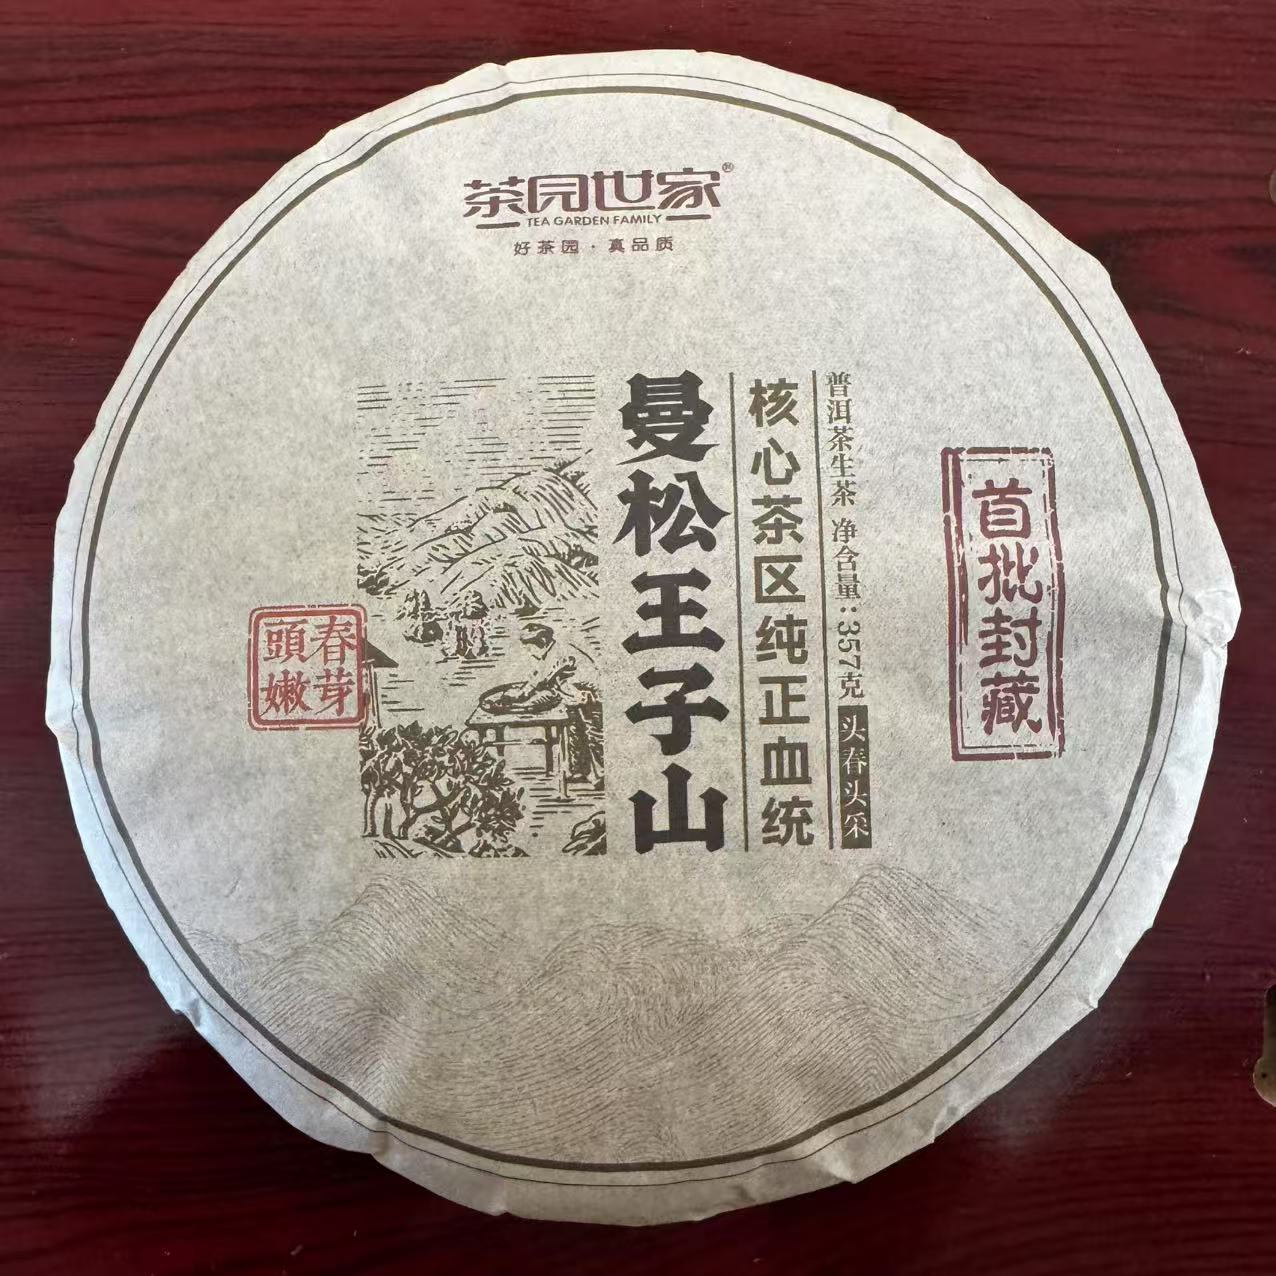 茶园世家®
TEA GARDEN FAMILY
好茶园·真品质
普洱茶生茶 净含量:357克 头春头采
核心茶区纯正血统
曼松王子山
首批封藏
春芽
頭嫩